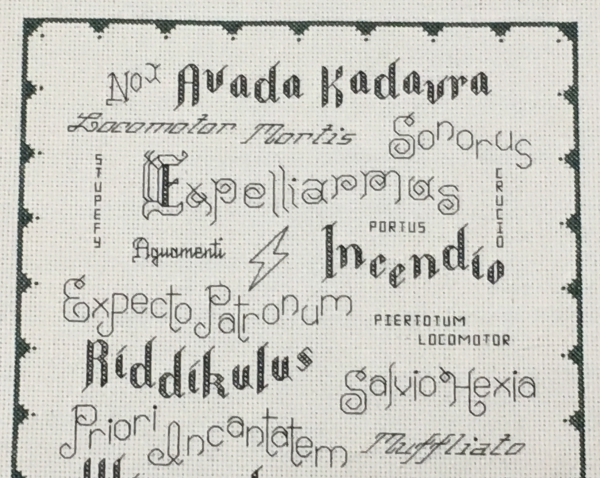 Nox Avada Kadavra
Locomotor Mortis
Sonorus
STUPEFY
Expelliarmus
CRUCIO
PORTUS
Aguamenti
Incendio
Expecto Patronum
PIERTOTUM
LOCOMOTOR
Riddikulus
Salvio Hexia
Priori Incantatem
Muffliato